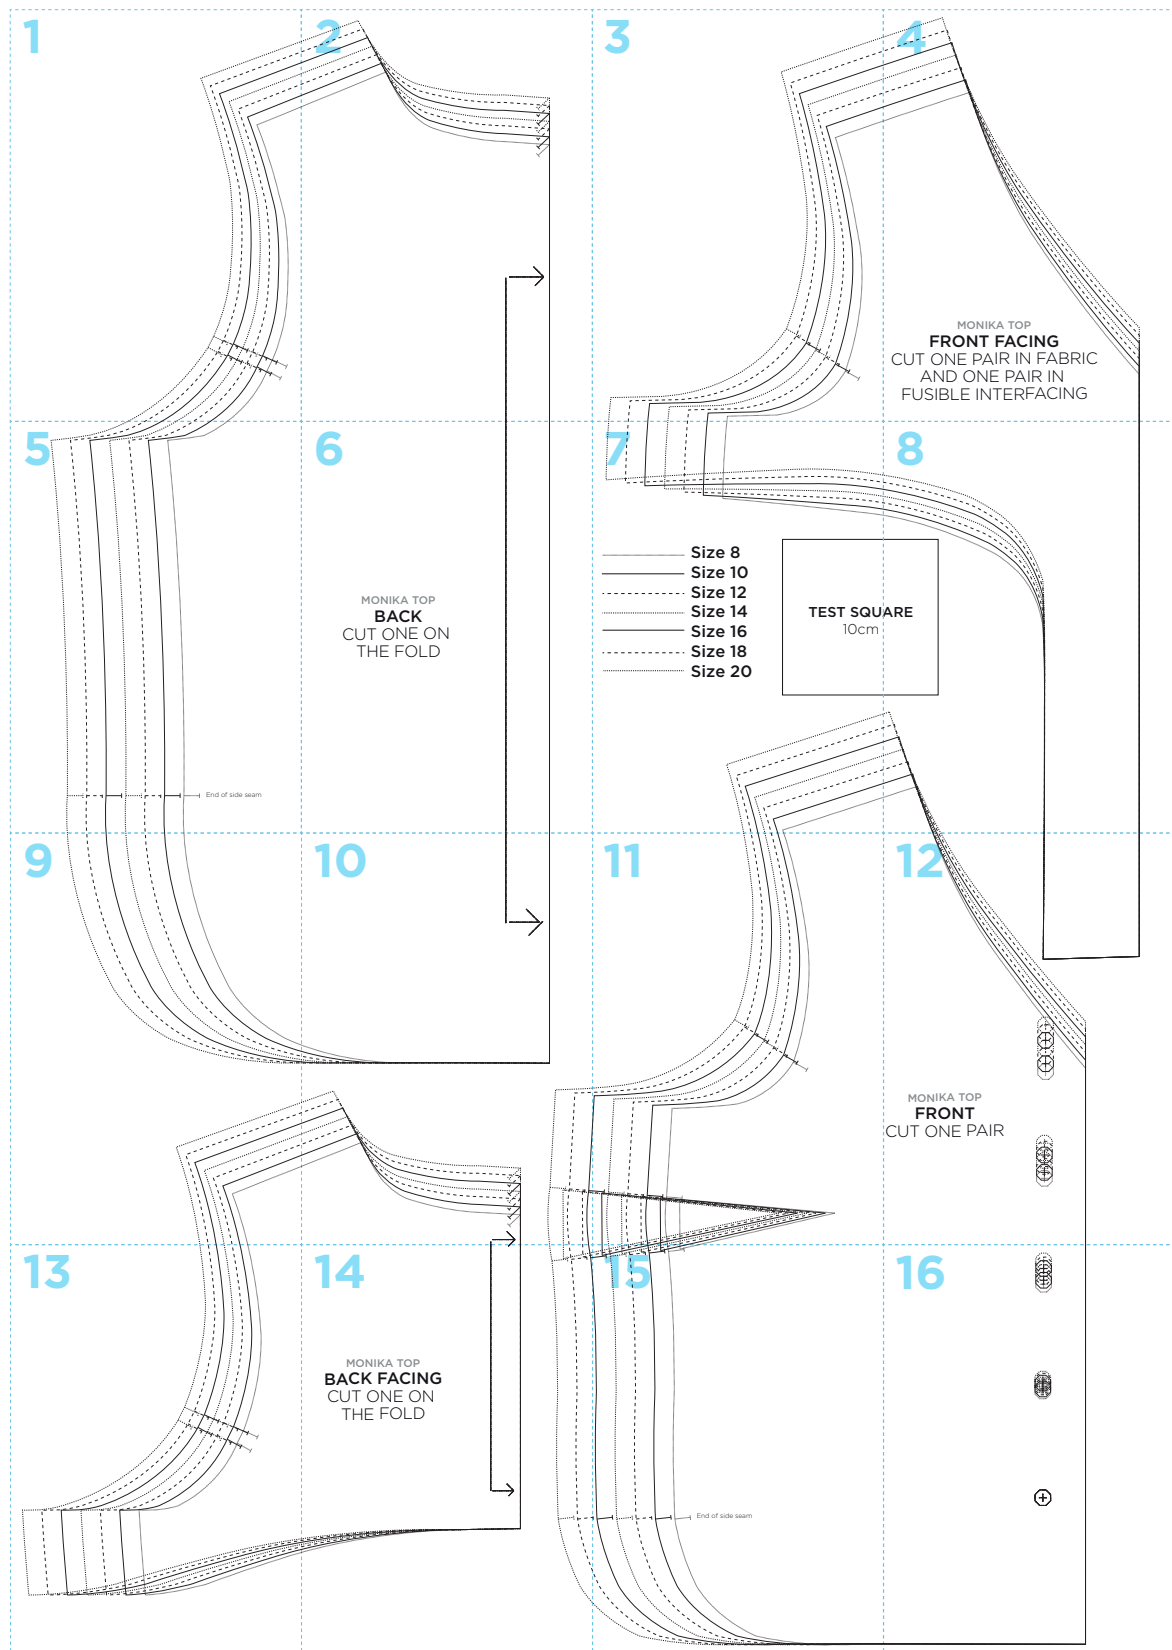 1
2
3
4
MONIKA TOP
FRONT FACING
CUT ONE PAIR IN FABRIC
AND ONE PAIR IN
FUSIBLE INTERFACING
5
6
7
8
Size 8
Size 10
Size 12
Size 14
Size 16
Size 18
Size 20
TEST SQUARE
10cm
MONIKA TOP
BACK
CUT ONE ON
THE FOLD
End of side seam
9
10
11
12
MONIKA TOP
FRONT
CUT ONE PAIR
13
14
15
16
MONIKA TOP
BACK FACING
CUT ONE ON
THE FOLD
End of side seam